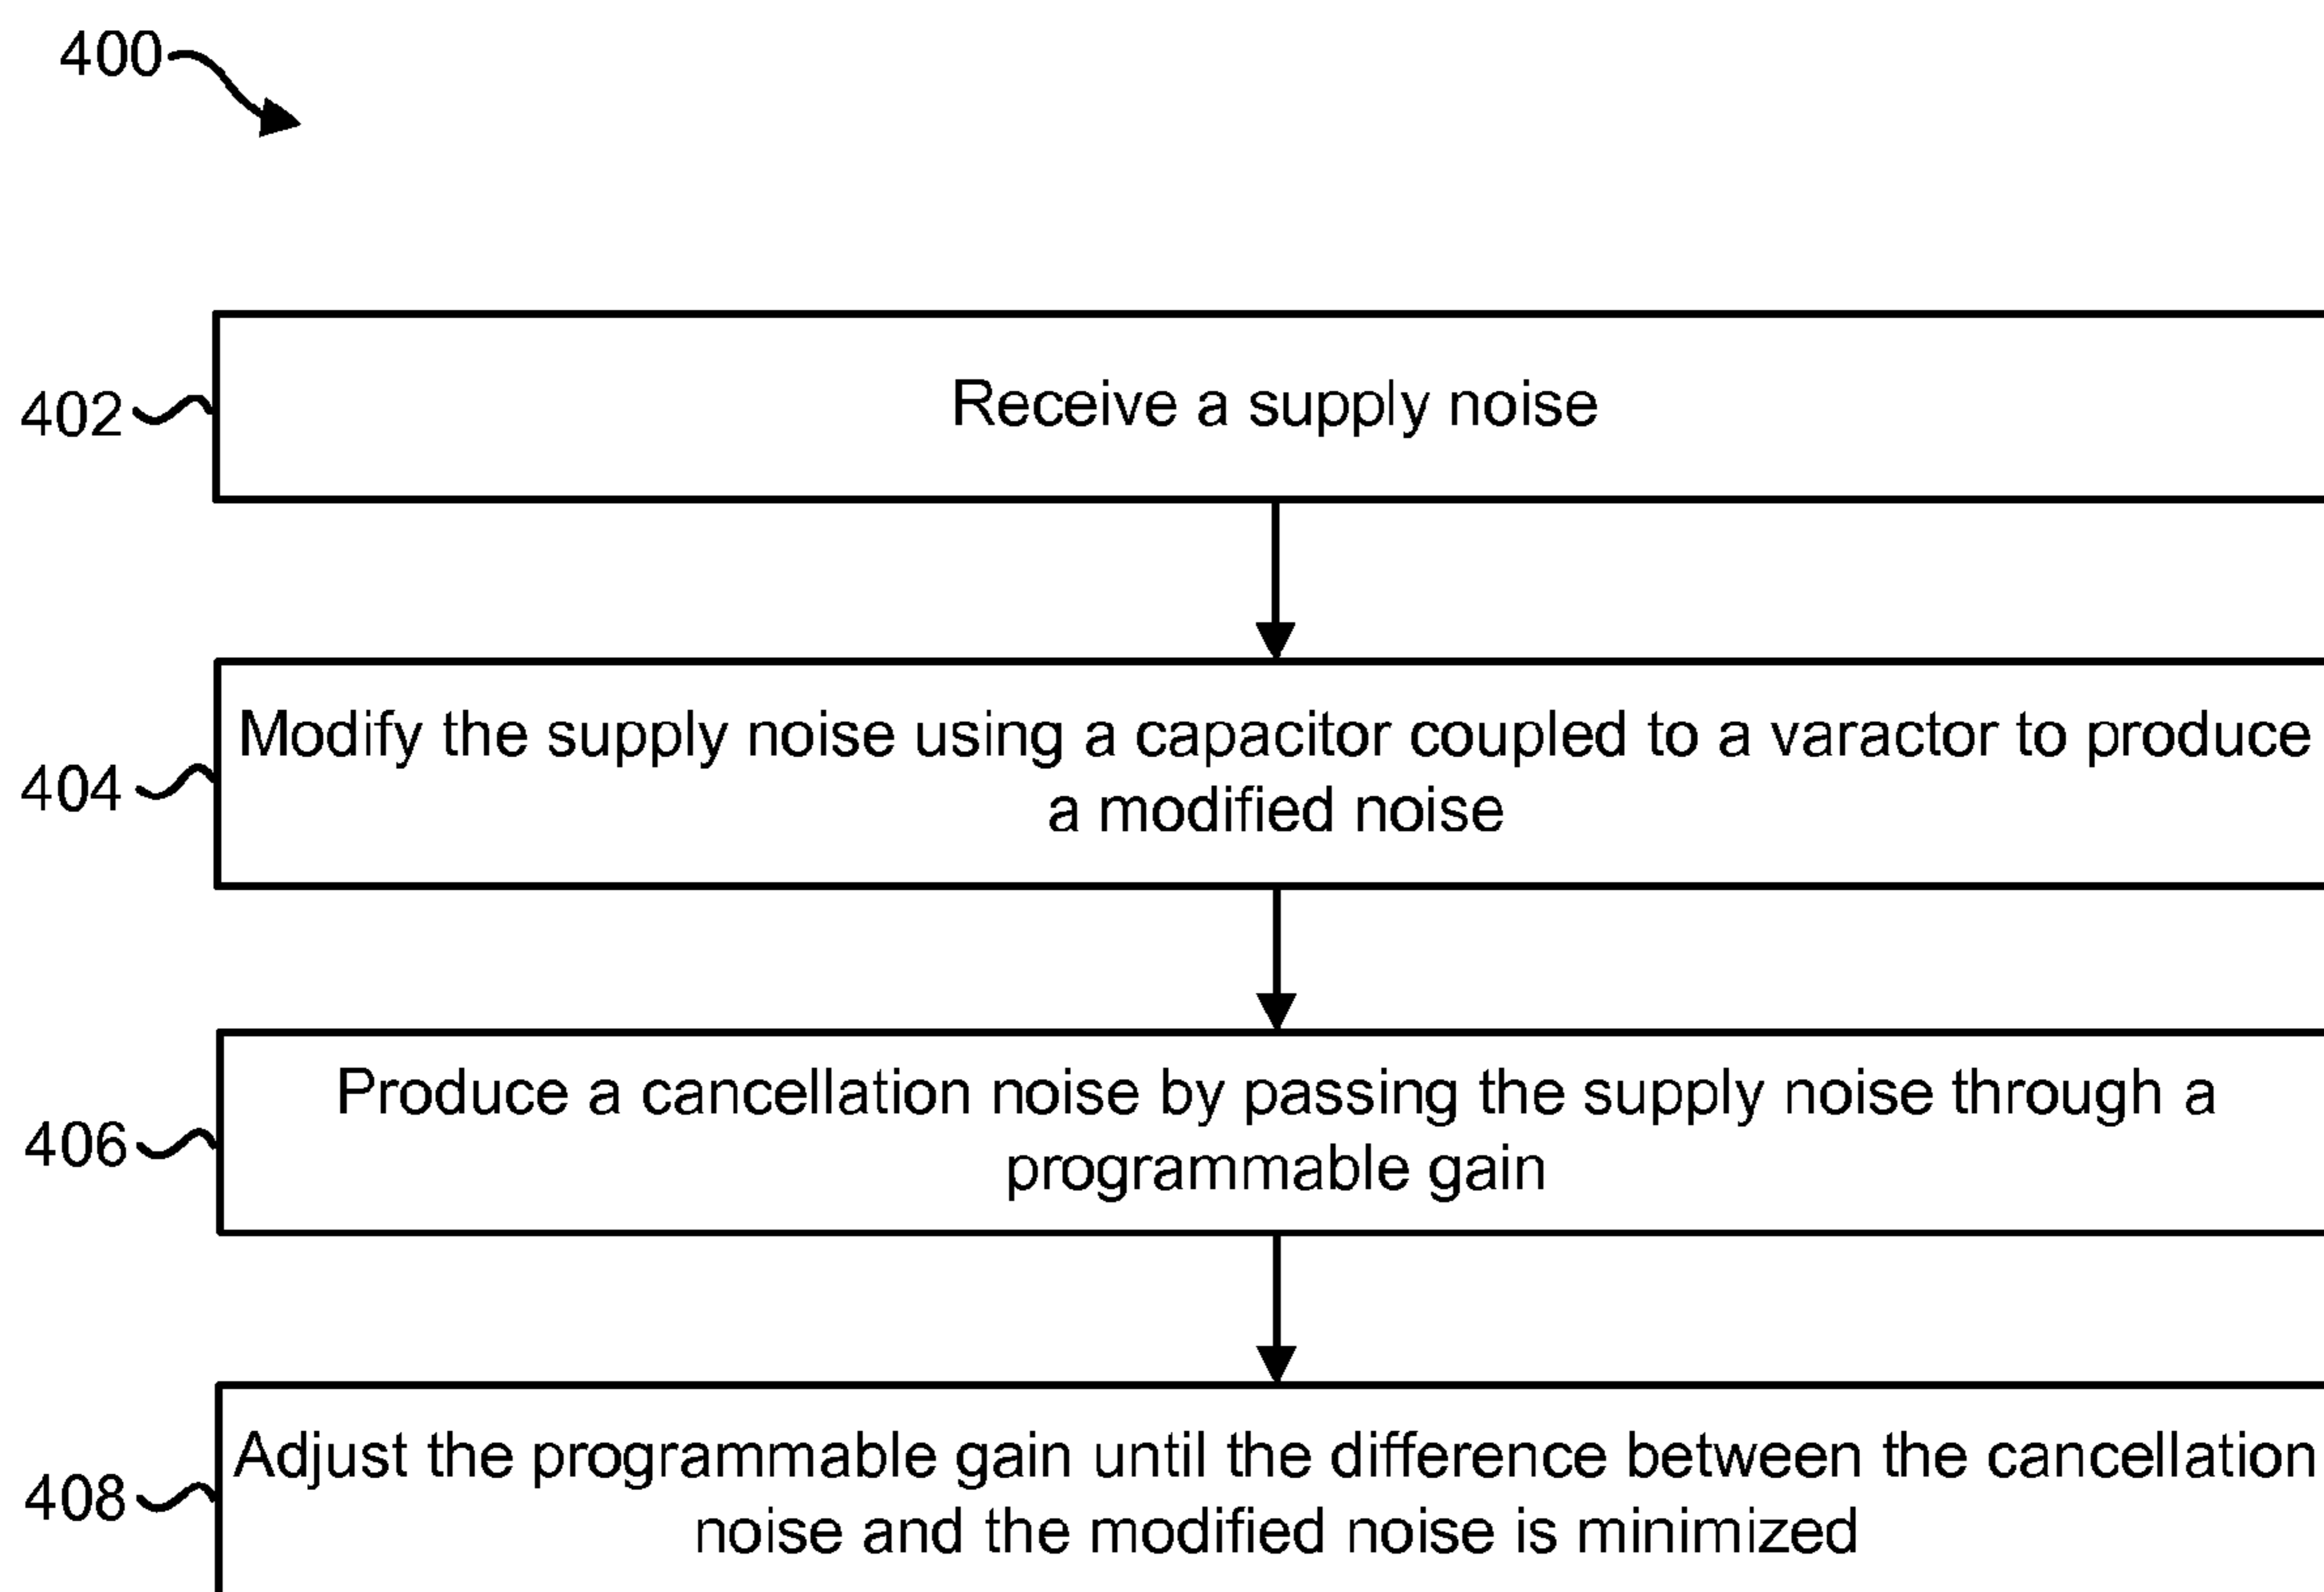 400
402
Receive a supply noise
404
Modify the supply noise using a capacitor coupled to a varactor to produce
a modified noise
406
Produce a cancellation noise by passing the supply noise through a
programmable gain
408
Adjust the programmable gain until the difference between the cancellation
noise and the modified noise is minimized